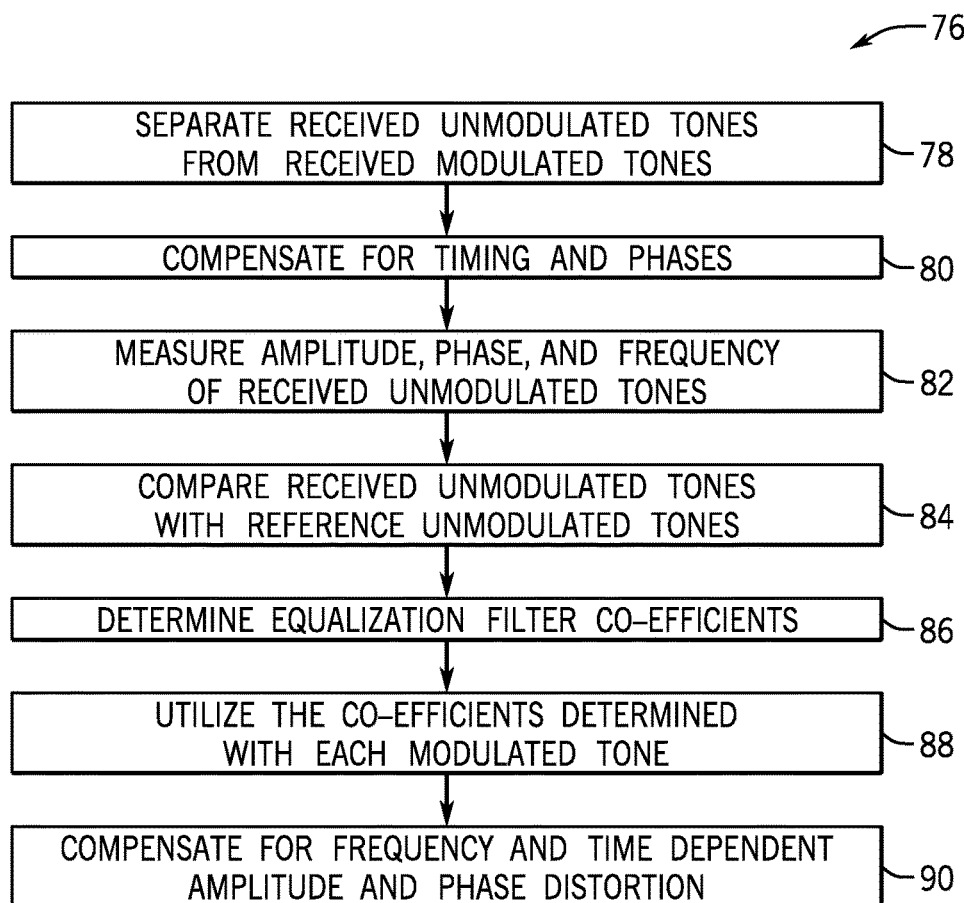 76
SEPARATE RECEIVED UNMODULATED TONES
FROM RECEIVED MODULATED TONES
78
COMPENSATE FOR TIMING AND PHASES
80
MEASURE AMPLITUDE, PHASE, AND FREQUENCY
OF RECEIVED UNMODULATED TONES
82
COMPARE RECEIVED UNMODULATED TONES
WITH REFERENCE UNMODULATED TONES
84
DETERMINE EQUALIZATION FILTER CO-EFFICIENTS
86
UTILIZE THE CO-EFFICIENTS DETERMINED
WITH EACH MODULATED TONE
88
COMPENSATE FOR FREQUENCY AND TIME DEPENDENT
AMPLITUDE AND PHASE DISTORTION
90